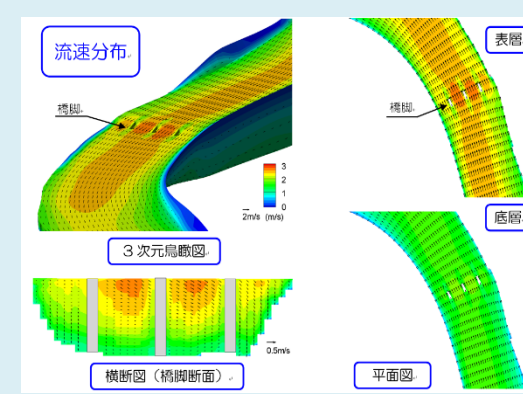 流速分布
橋脚
3
2
1
0
2m/s (m/s)
3次元鳥瞰図
0.5m/s
横断図（橋脚断面）
表層
橋脚
底層
平面図